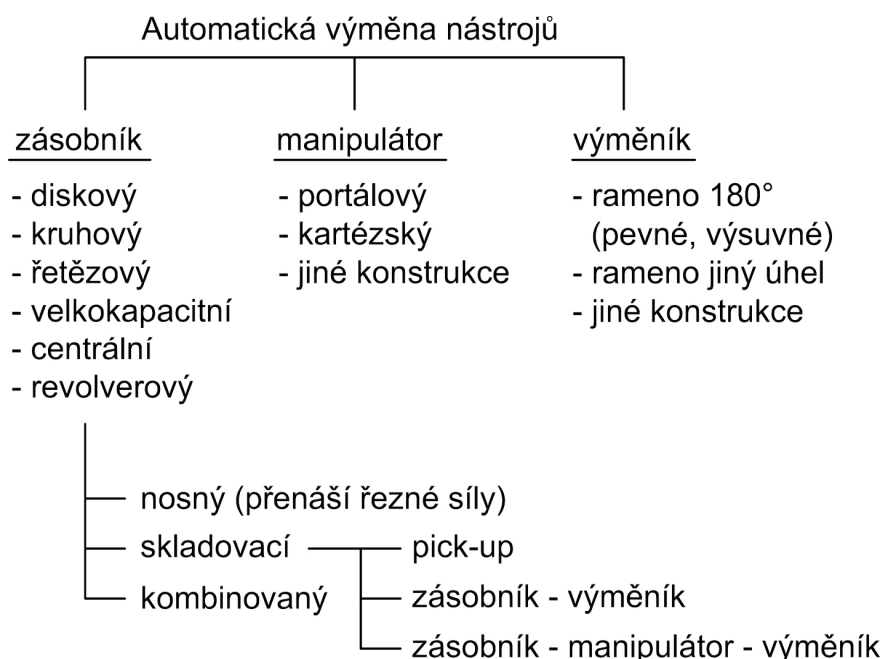 Automatická výměna nástrojů
zásobník
- diskový
- kruhový
- řetězový
- velkokapacitní
- centrální
- revolverový
manipulátor
- portálový
- kartézský
- jiné konstrukce
výměník
- rameno 180°
(pevné, výsuvné)
- rameno jiný úhel
- jiné konstrukce
nosný (přenáší řezné síly)
skladovací
kombinovaný
pick-up
zásobník - výměník
zásobník - manipulátor - výměník